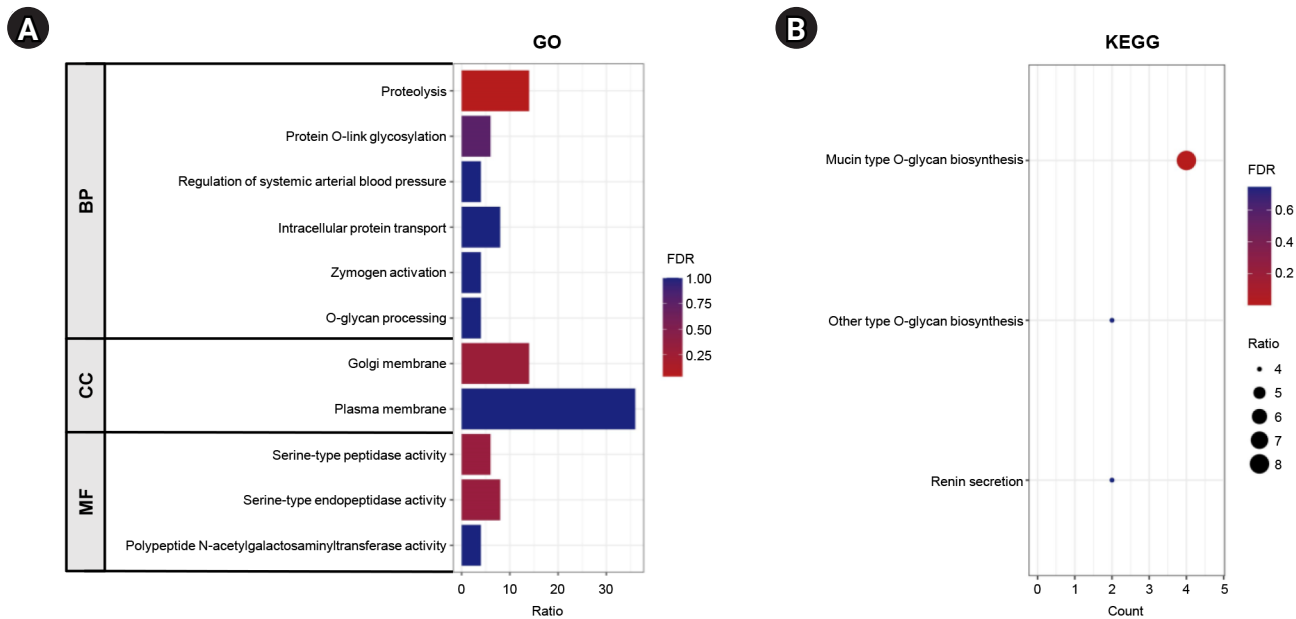 A
GO
BP
Proteolysis
Protein O-link glycosylation
Regulation of systemic arterial blood pressure
Intracellular protein transport
Zymogen activation
O-glycan processing
CC
Golgi membrane
Plasma membrane
MF
Serine-type peptidase activity
Serine-type endopeptidase activity
Polypeptide N-acetylgalactosaminyltransferase activity
0 10 20 30
Ratio
FDR
1.00
0.75
0.50
0.25
B
KEGG
Mucin type O-glycan biosynthesis
Other type O-glycan biosynthesis
Renin secretion
0 1 2 3 4 5
Count
FDR
0.6
0.4
0.2
Ratio
4
5
6
7
8